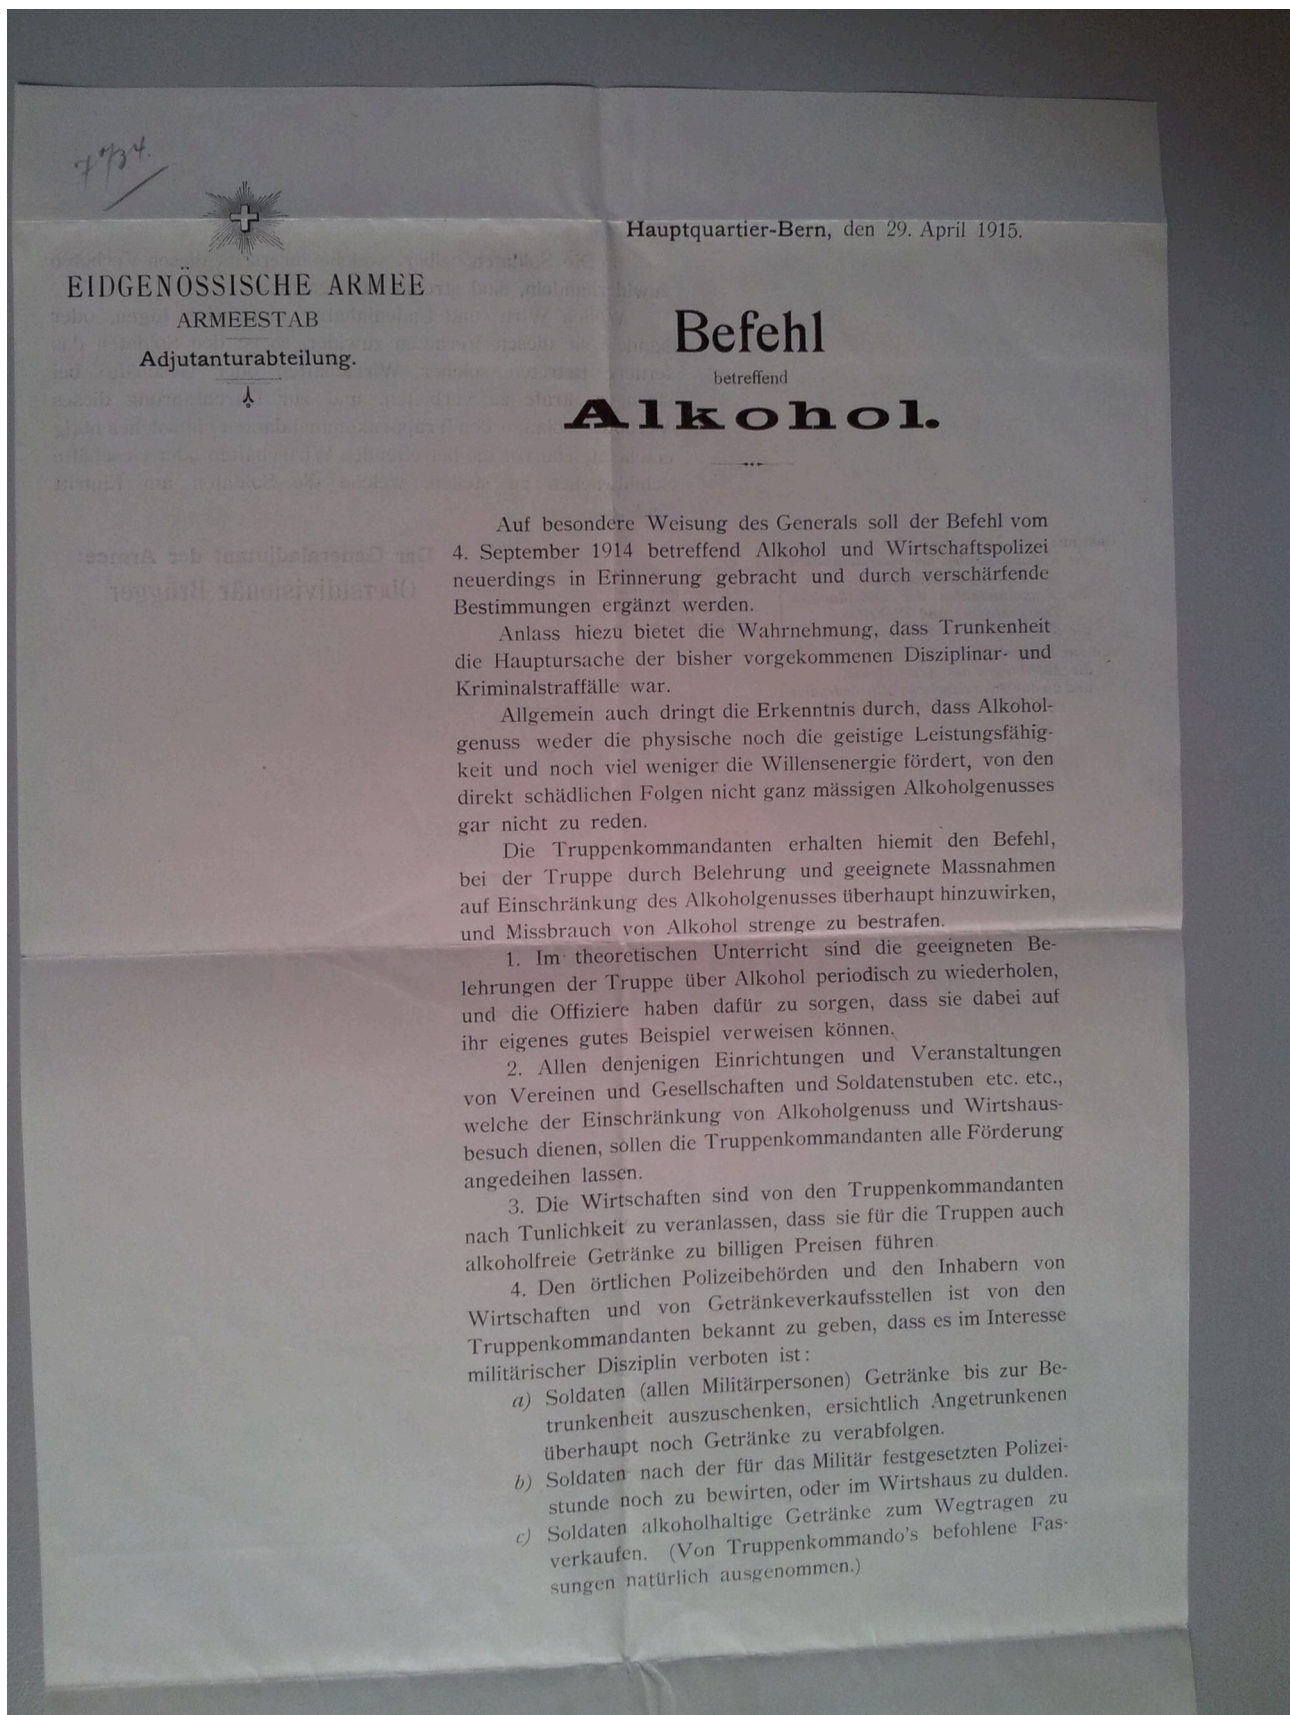 Hauptquartier-Bern, den 29. April 1915.
EIDGENÖSSISCHE ARMEE
ARMEESTAB
Adjutanturabteilung.
Befehl
betreffend
Alkohol.
Auf besondere Weisung des Generals soll der Befehl vom
4. September 1914 betreffend Alkohol und Wirtschaftspolizei
neuerdings in Erinnerung gebracht und durch verschärfende
Bestimmungen ergänzt werden.
Anlass hiezu bietet die Wahrnehmung, dass Trunkenheit
die Hauptursache der bisher vorgekommenen Disziplinar- und
Kriminalstraffälle war.
Allgemein auch dringt die Erkenntnis durch, dass Alkohol-
genuss weder die physische noch die geistige Leistungsfähig-
keit und noch viel weniger die Willensenergie fördert, von den
direkt schädlichen Folgen nicht ganz mässigen Alkoholgenusses
gar nicht zu reden.
Die Truppenkommandanten erhalten hiemit den Befehl,
bei der Truppe durch Belehrung und geeignete Massnahmen
auf Einschränkung des Alkoholgenusses überhaupt hinzuwirken,
und Missbrauch von Alkohol strenge zu bestrafen.
1. Im theoretischen Unterricht sind die geeigneten Be-
lehrungen der Truppe über Alkohol periodisch zu wiederholen,
und die Offiziere haben dafür zu sorgen, dass sie dabei auf
ihr eigenes gutes Beispiel verweisen können.
2. Allen denjenigen Einrichtungen und Veranstaltungen
von Vereinen und Gesellschaften und Soldatenstuben etc. etc.,
welche der Einschränkung von Alkoholgenuss und Wirtshaus-
besuch dienen, sollen die Truppenkommandanten alle Förderung
angedeihen lassen.
3. Die Wirtschaften sind von den Truppenkommandanten
nach Tunlichkeit zu veranlassen, dass sie für die Truppen auch
alkoholfreie Getränke zu billigen Preisen führen.
4. Den örtlichen Polizeibehörden und den Inhabern von
Wirtschaften und von Getränkeverkaufsstellen ist von den
Truppenkommandanten bekannt zu geben, dass es im Interesse
militärischer Disziplin verboten ist:
a) Soldaten (allen Militärpersonen) Getränke bis zur Be-
trunkenheit auszuschenken, ersichtlich Angetrunkenen
überhaupt noch Getränke zu verabfolgen.
b) Soldaten nach der für das Militär festgesetzten Polizei-
stunde noch zu bewirten, oder im Wirtshaus zu dulden.
c) Soldaten alkoholhaltige Getränke zum Wegtragen zu
verkaufen. (Von Truppenkommando's befohlene Fas-
sungen natürlich ausgenommen.)